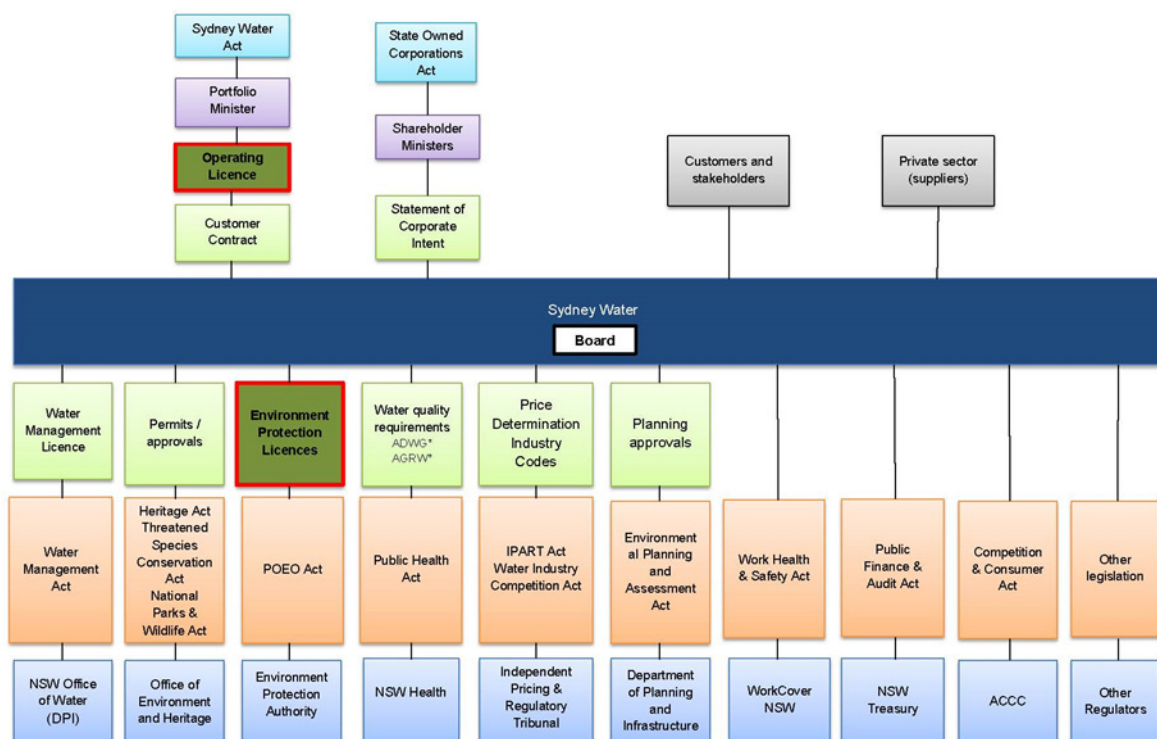 Sydney Water
Act
State Owned
Corporations
Act
Portfolio
Minister
Shareholder
Ministers
Operating
Licence
Customers and
stakeholders
Private sector
(suppliers)
Customer
Contract
Statement of
Corporate
Intent
Sydney Water
Board
Water
Management
Licence
Permits /
approvals
Environment
Protection
Licences
Water quality
requirements
ADWG*
AGRW*
Price
Determination
Industry
Codes
Planning
approvals
Water
Management
Act
Heritage Act
Threatened
Species
Conservation
Act
National
Parks &
Wildlife Act
POEO Act
Public Health
Act
IPART Act
Water Industry
Competition Act
Environment
al Planning
and
Assessment
Act
Work Health
& Safety Act
Public
Finance &
Audit Act
Competition
& Consumer
Act
Other
legislation
NSW Office
of Water
(DPI)
Office of
Environment
and Heritage
Environment
Protection
Authority
NSW Health
Independent
Pricing &
Regulatory
Tribunal
Department
of Planning
and
Infrastructure
WorkCover
NSW
NSW
Treasury
ACCC
Other
Regulators